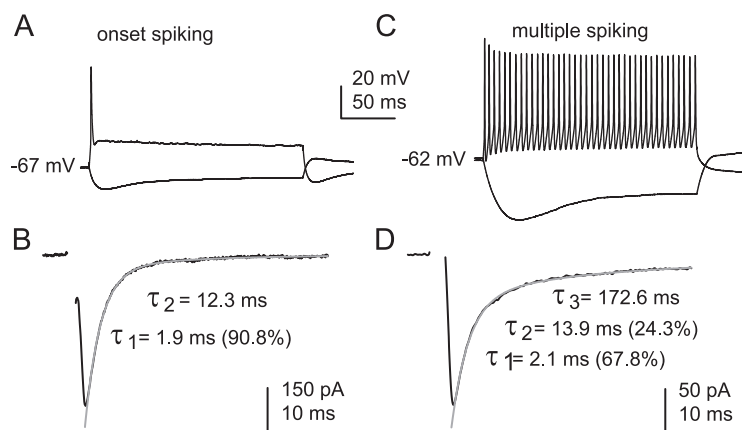 A
onset spiking
C
multiple spiking
20 mV
50 ms
-67 mV
-62 mV
B
τ2 = 12.3 ms
τ1= 1.9 ms (90.8%)
150 pA
10 ms
D
τ3 = 172.6 ms
τ2 = 13.9 ms (24.3%)
τ1= 2.1 ms (67.8%)
50 pA
10 ms